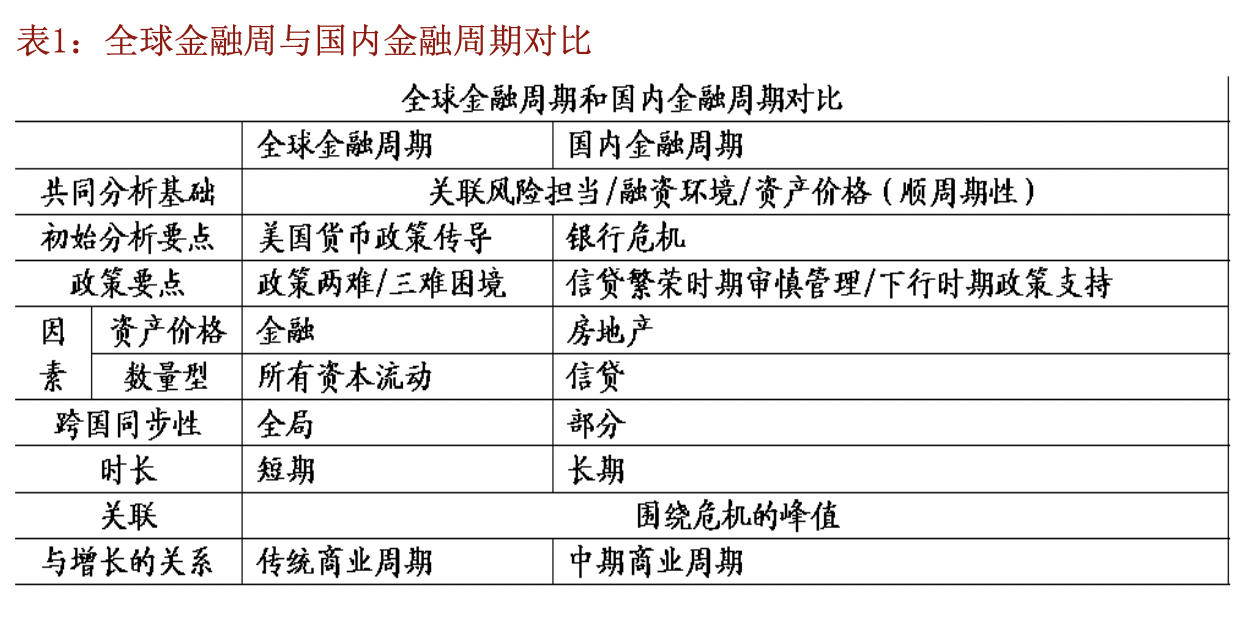 表1：全球金融周与国内金融周期对比
全球金融周期和国内金融周期对比
全球金融周期 国内金融周期
共同分析基础 关联风险担当/融资环境/资产价格（顺周期性）
初始分析要点 美国货币政策传导 银行危机
政策要点 政策两难/三难困境 信贷繁荣时期审慎管理/下行时期政策支持
因素 资产价格 金融 房地产
数量型 所有资本流动 信贷
跨国同步性 全局 部分
时长 短期 长期
关联 围绕危机的峰值
与增长的关系 传统商业周期 中期商业周期